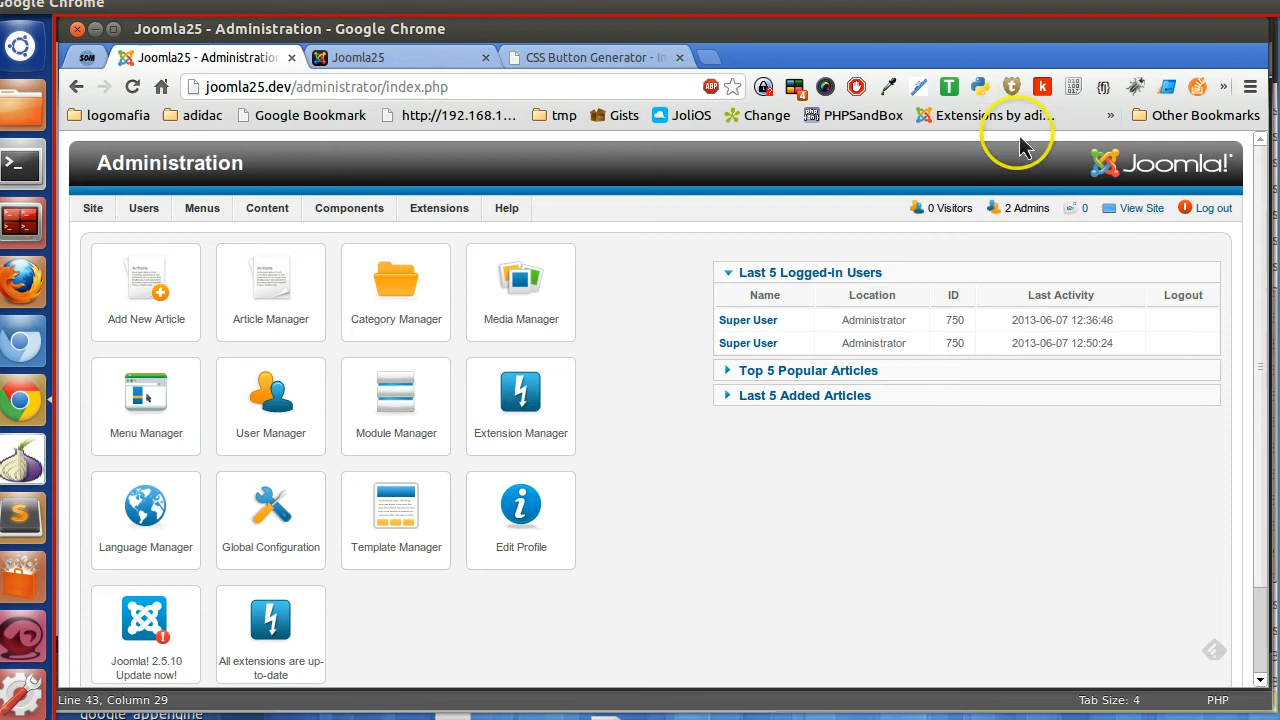 oogle Chrome
Joomla25 - Administration - Google Chrome
SOM
Joomla25 - Administration
Joomla25
CSS Button Generator - In
joomla25.dev/administrator/index.php
ABP
4
T
t
k
{fj}
logomafia
adidac
Google Bookmark
http://192.168.1...
tmp
Gists
JoliOS
Change
PHPSandBox
Extensions by adi...
»
Other Bookmarks
Administration
Joomla!
Site
Users
Menus
Content
Components
Extensions
Help
0 Visitors
2 Admins
0
View Site
Log out
Add New Article
Article Manager
Category Manager
Media Manager
Last 5 Logged-in Users
Name Location ID Last Activity Logout
Super User Administrator 750 2013-06-07 12:36:46
Super User Administrator 750 2013-06-07 12:50:24
Top 5 Popular Articles
Last 5 Added Articles
Menu Manager
User Manager
Module Manager
Extension Manager
Language Manager
Global Configuration
Template Manager
Edit Profile
Joomla! 2.5.10
Update now!
All extensions are up-
to-date
Line 43, Column 29
Tab Size: 4
PHP
google_appengine